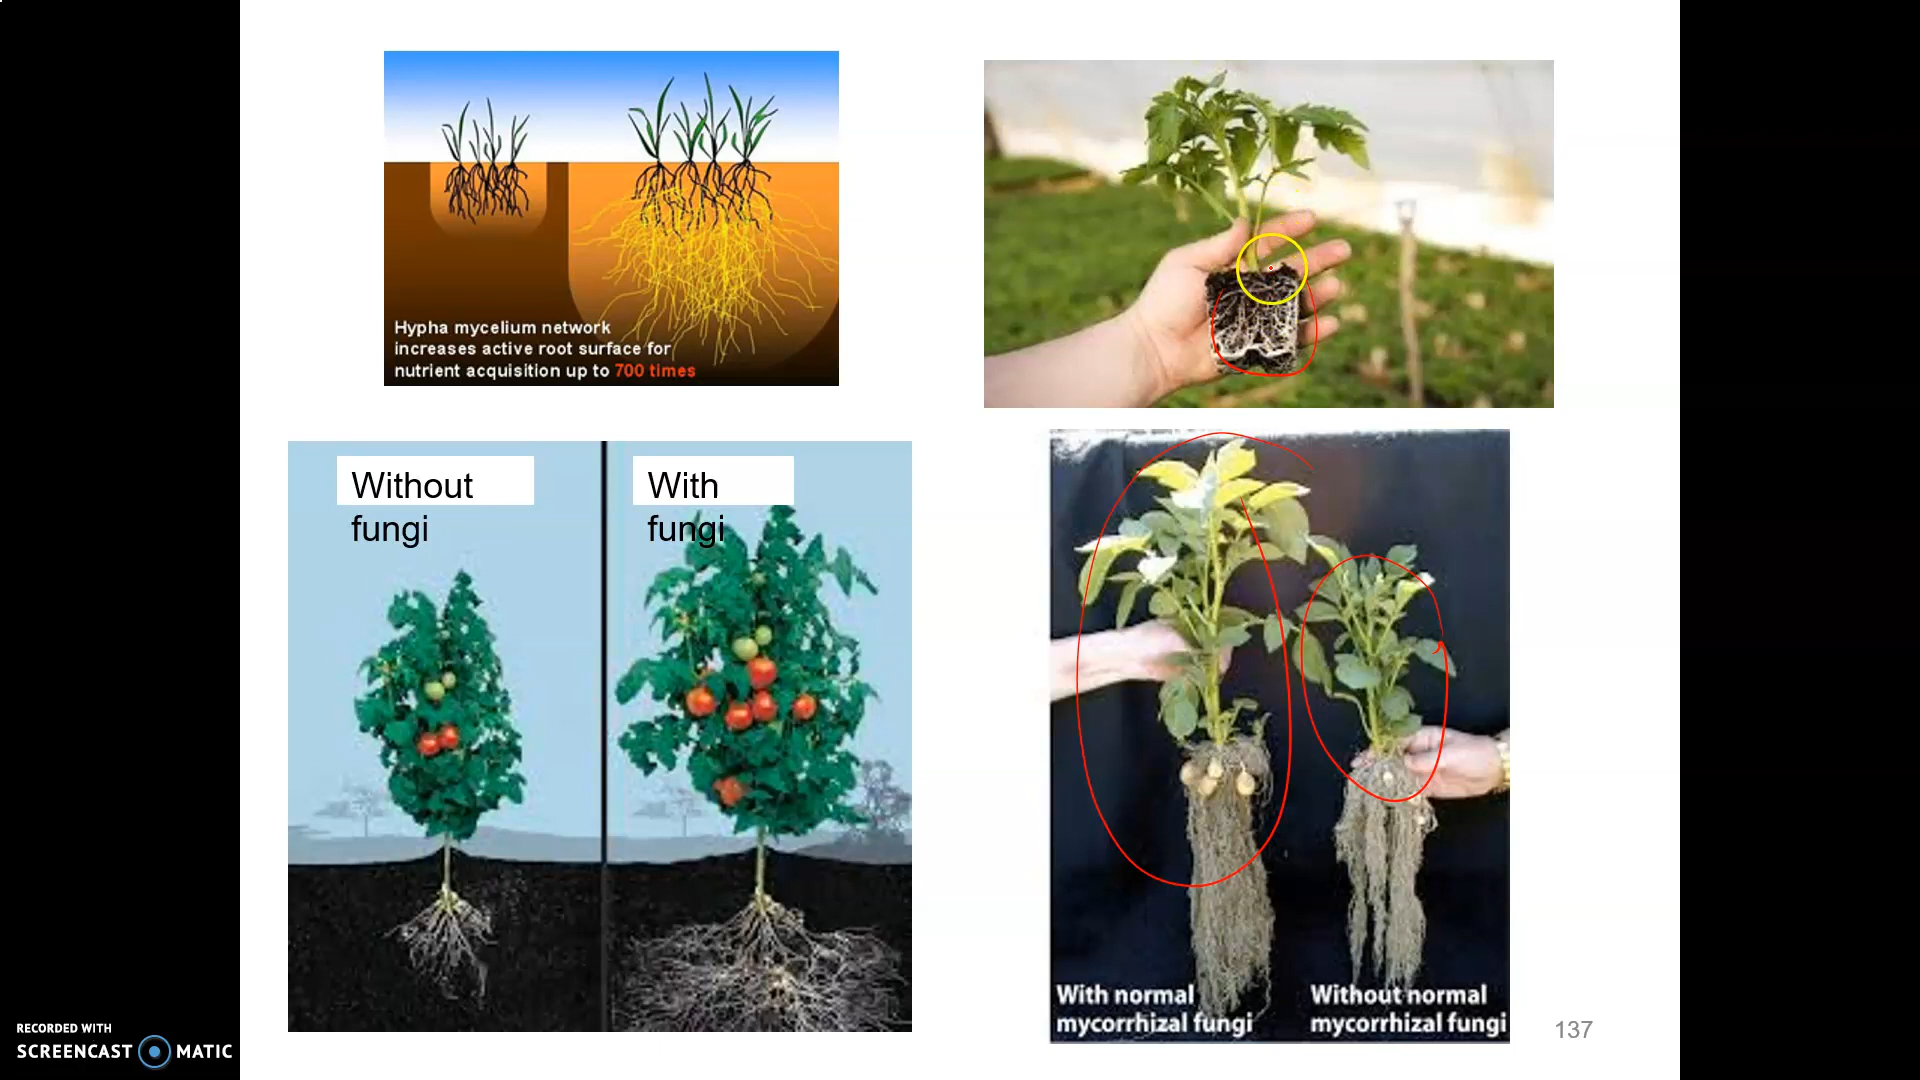 Hypha mycelium network
increases active root surface for
nutrient acquisition up to 700 times
Without
fungi
With
fungi
With normal
mycorrhizal fungi
Without normal
mycorrhizal fungi
137
RECORDED WITH
SCREENCAST MATIC